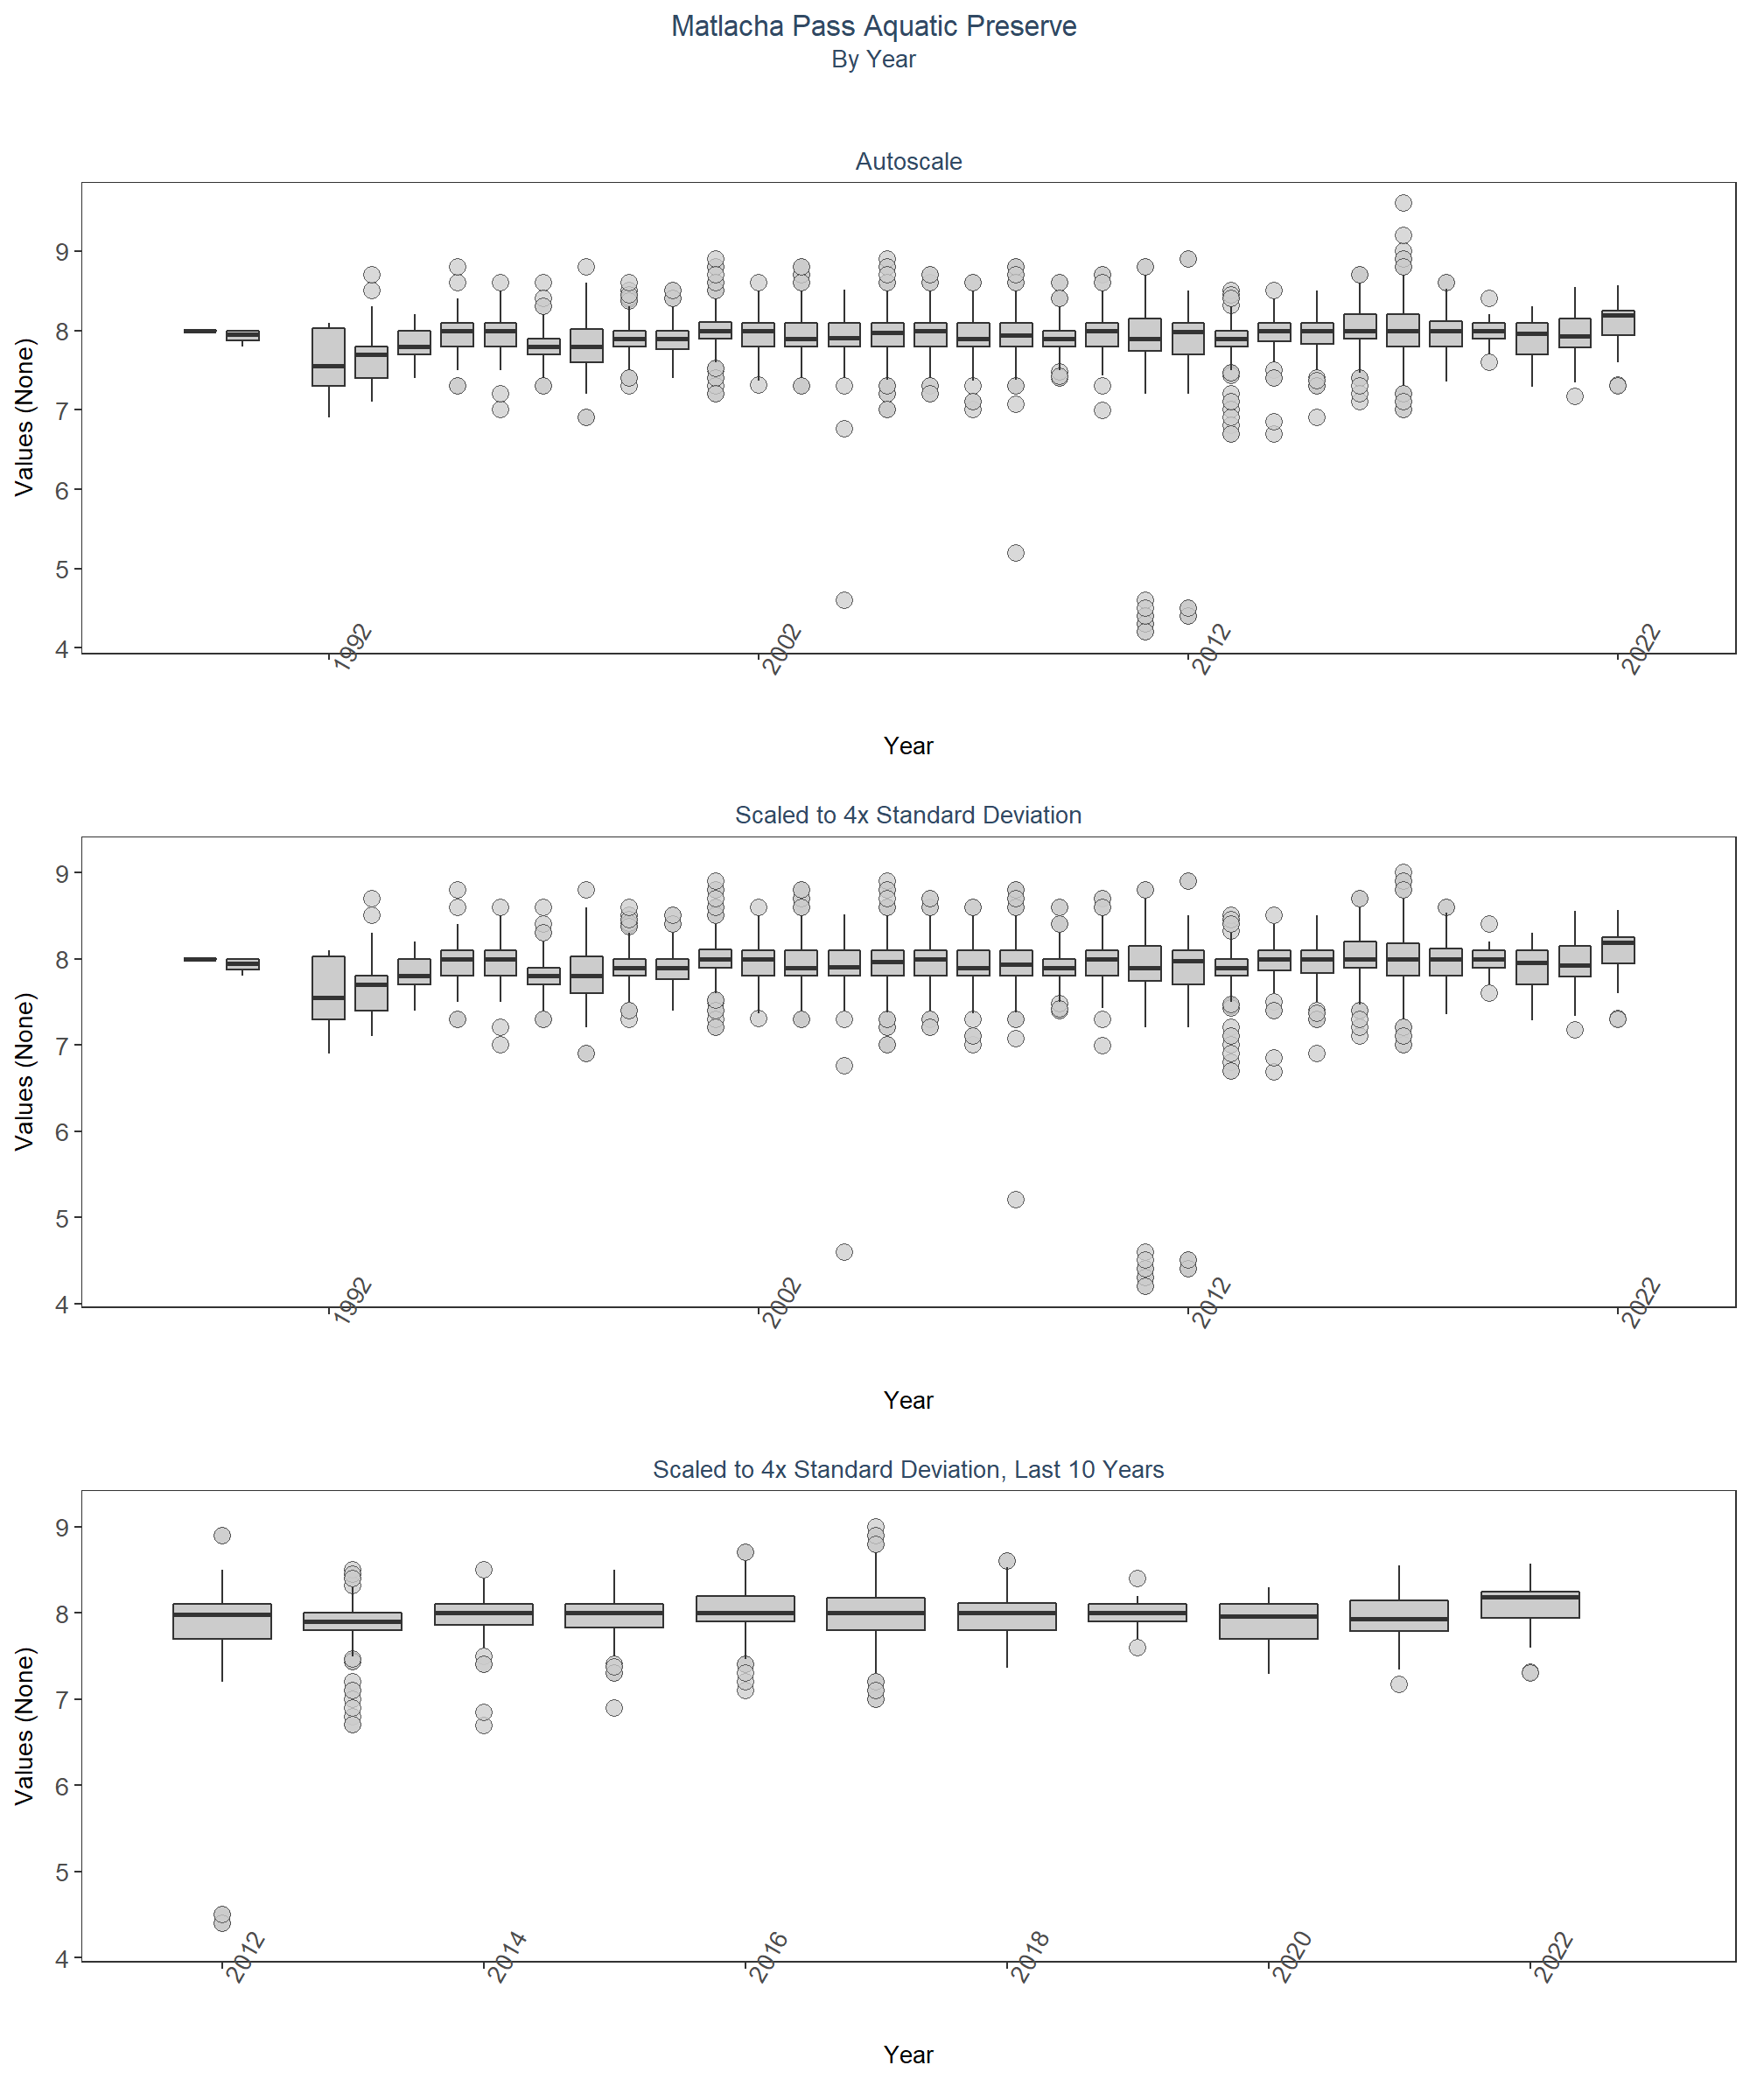 Matlacha Pass Aquatic Preserve
By Year
Autoscale
Values (None)
9
8
7
6
5
4
1992
2002
2012
2022
Year
Scaled to 4x Standard Deviation
Values (None)
9
8
7
6
5
4
1992
2002
2012
2022
Year
Scaled to 4x Standard Deviation, Last 10 Years
Values (None)
9
8
7
6
5
4
2012
2014
2016
2018
2020
2022
Year